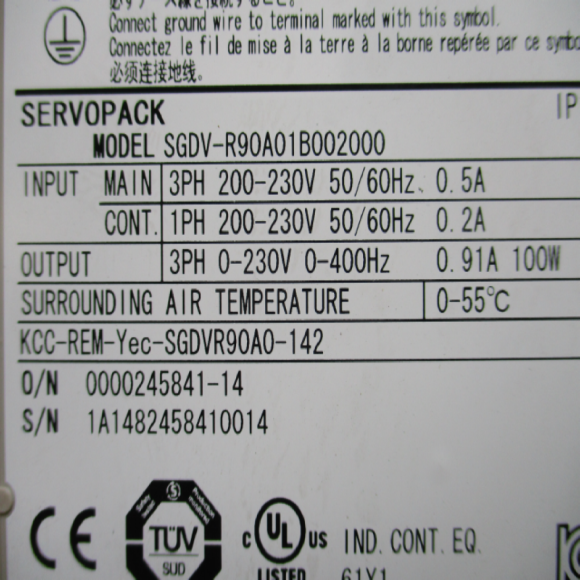 Connect ground wire to terminal marked with this symbol.
Connectez le fil de mise à la terre à la borne repérée par ce
必须连接地线。
SERVOPACK IP
MODEL SGDV-R90A01B002000
INPUT MAIN 3PH 200-230V 50/60Hz、0.5A
CONT. 1PH 200-230V 50/60Hz 0.2A
OUTPUT 3PH 0-230V 0-400Hz 0.91A 100W
SURROUNDING AIR TEMPERATURE 0-55℃
KCC-REM-Yec-SGDVR90A0-142
O/N 0000245841-14
S/N 1A1482458410014
CE TÜV SUD c UL US LISTED IND. CONT. EQ.
61Y1